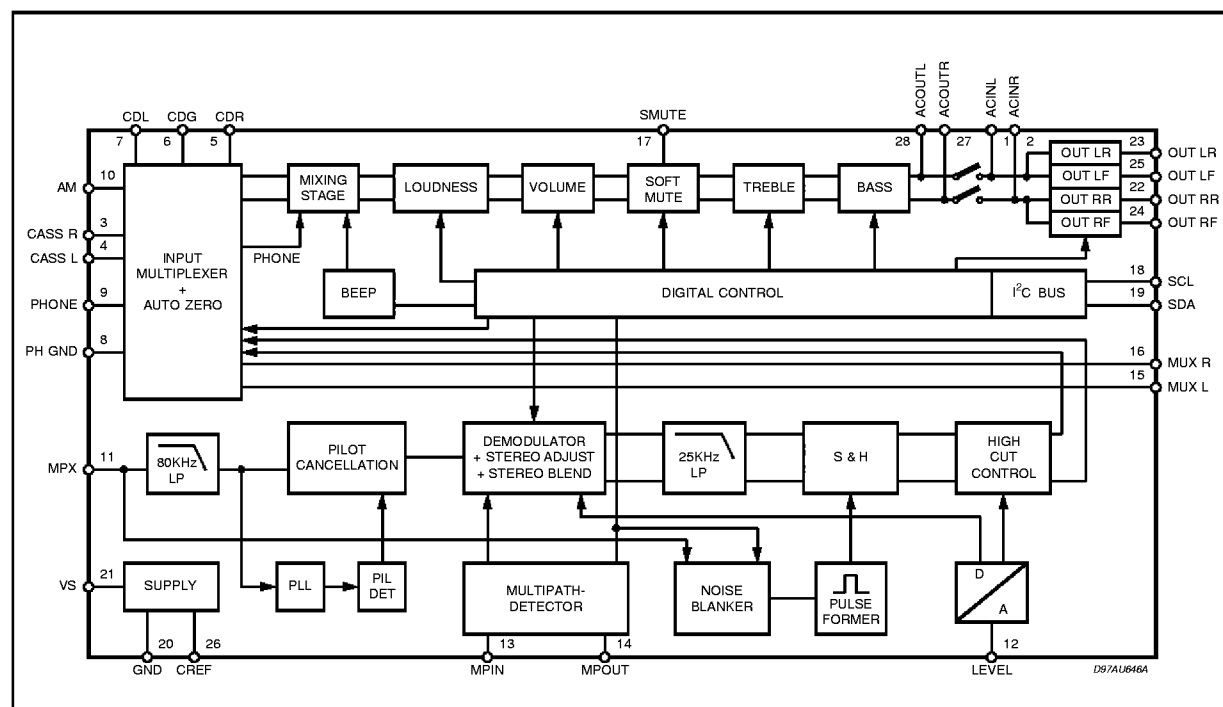 ACOUTL
ACOUTR
ACINL
ACINR
CDL
CDG
CDR
SMUTE
7
6
5
17
28
27
1
2
23
OUT LR
OUT LR
25
OUT LF
OUT LF
22
OUT RR
OUT RR
24
OUT RF
OUT RF
AM
10
CASS R
3
CASS L
4
PHONE
9
PH GND
8
INPUT
MULTIPLEXER
+
AUTO ZERO
MIXING
STAGE
LOUDNESS
VOLUME
SOFT
MUTE
TREBLE
BASS
PHONE
BEEP
DIGITAL CONTROL
I²C BUS
18
SCL
19
SDA
16
MUX R
15
MUX L
MPX
11
80KHz
LP
PILOT
CANCELLATION
DEMODULATOR
+ STEREO ADJUST
+ STEREO BLEND
25KHz
LP
S & H
HIGH
CUT
CONTROL
VS
21
SUPPLY
PLL
PIL
DET
MULTIPATH-
DETECTOR
NOISE
BLANKER
PULSE
FORMER
D
A
20
26
13
14
12
GND
CREF
MPIN
MPOUT
LEVEL
D97AU646A